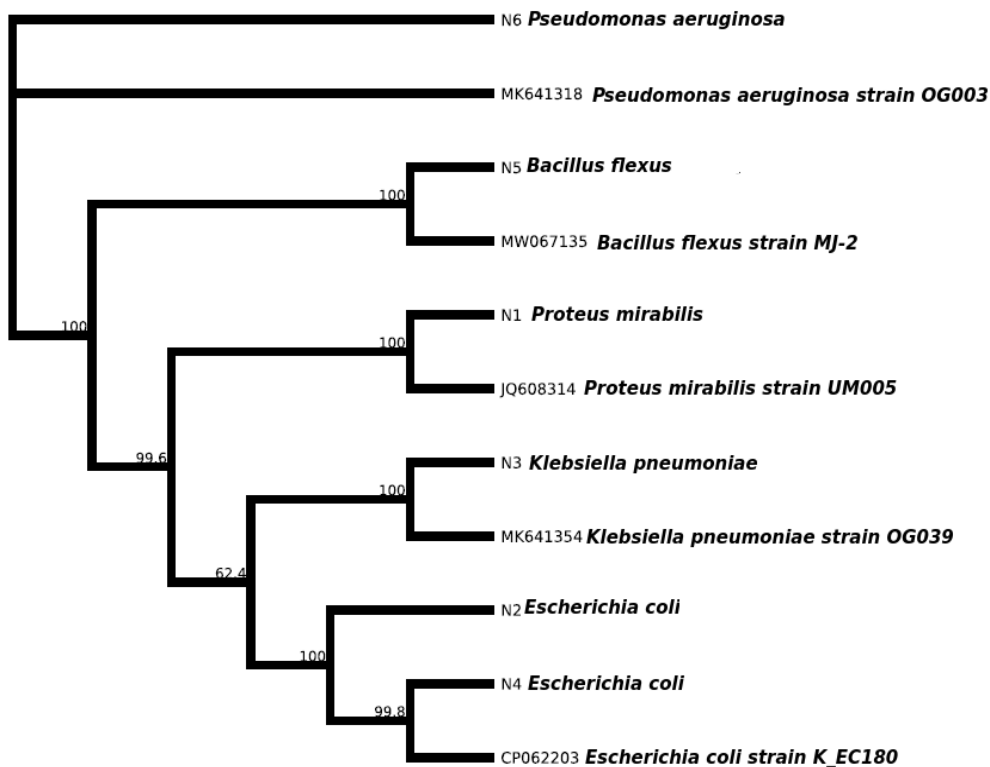 N6 Pseudomonas aeruginosa
MK641318 Pseudomonas aeruginosa strain OG003
N5 Bacillus flexus
100
MW067135 Bacillus flexus strain MJ-2
N1 Proteus mirabilis
100
100
JQ608314 Proteus mirabilis strain UM005
99.6
N3 Klebsiella pneumoniae
100
MK641354 Klebsiella pneumoniae strain OG039
62.4
N2 Escherichia coli
100
N4 Escherichia coli
99.8
CP062203 Escherichia coli strain K_EC180